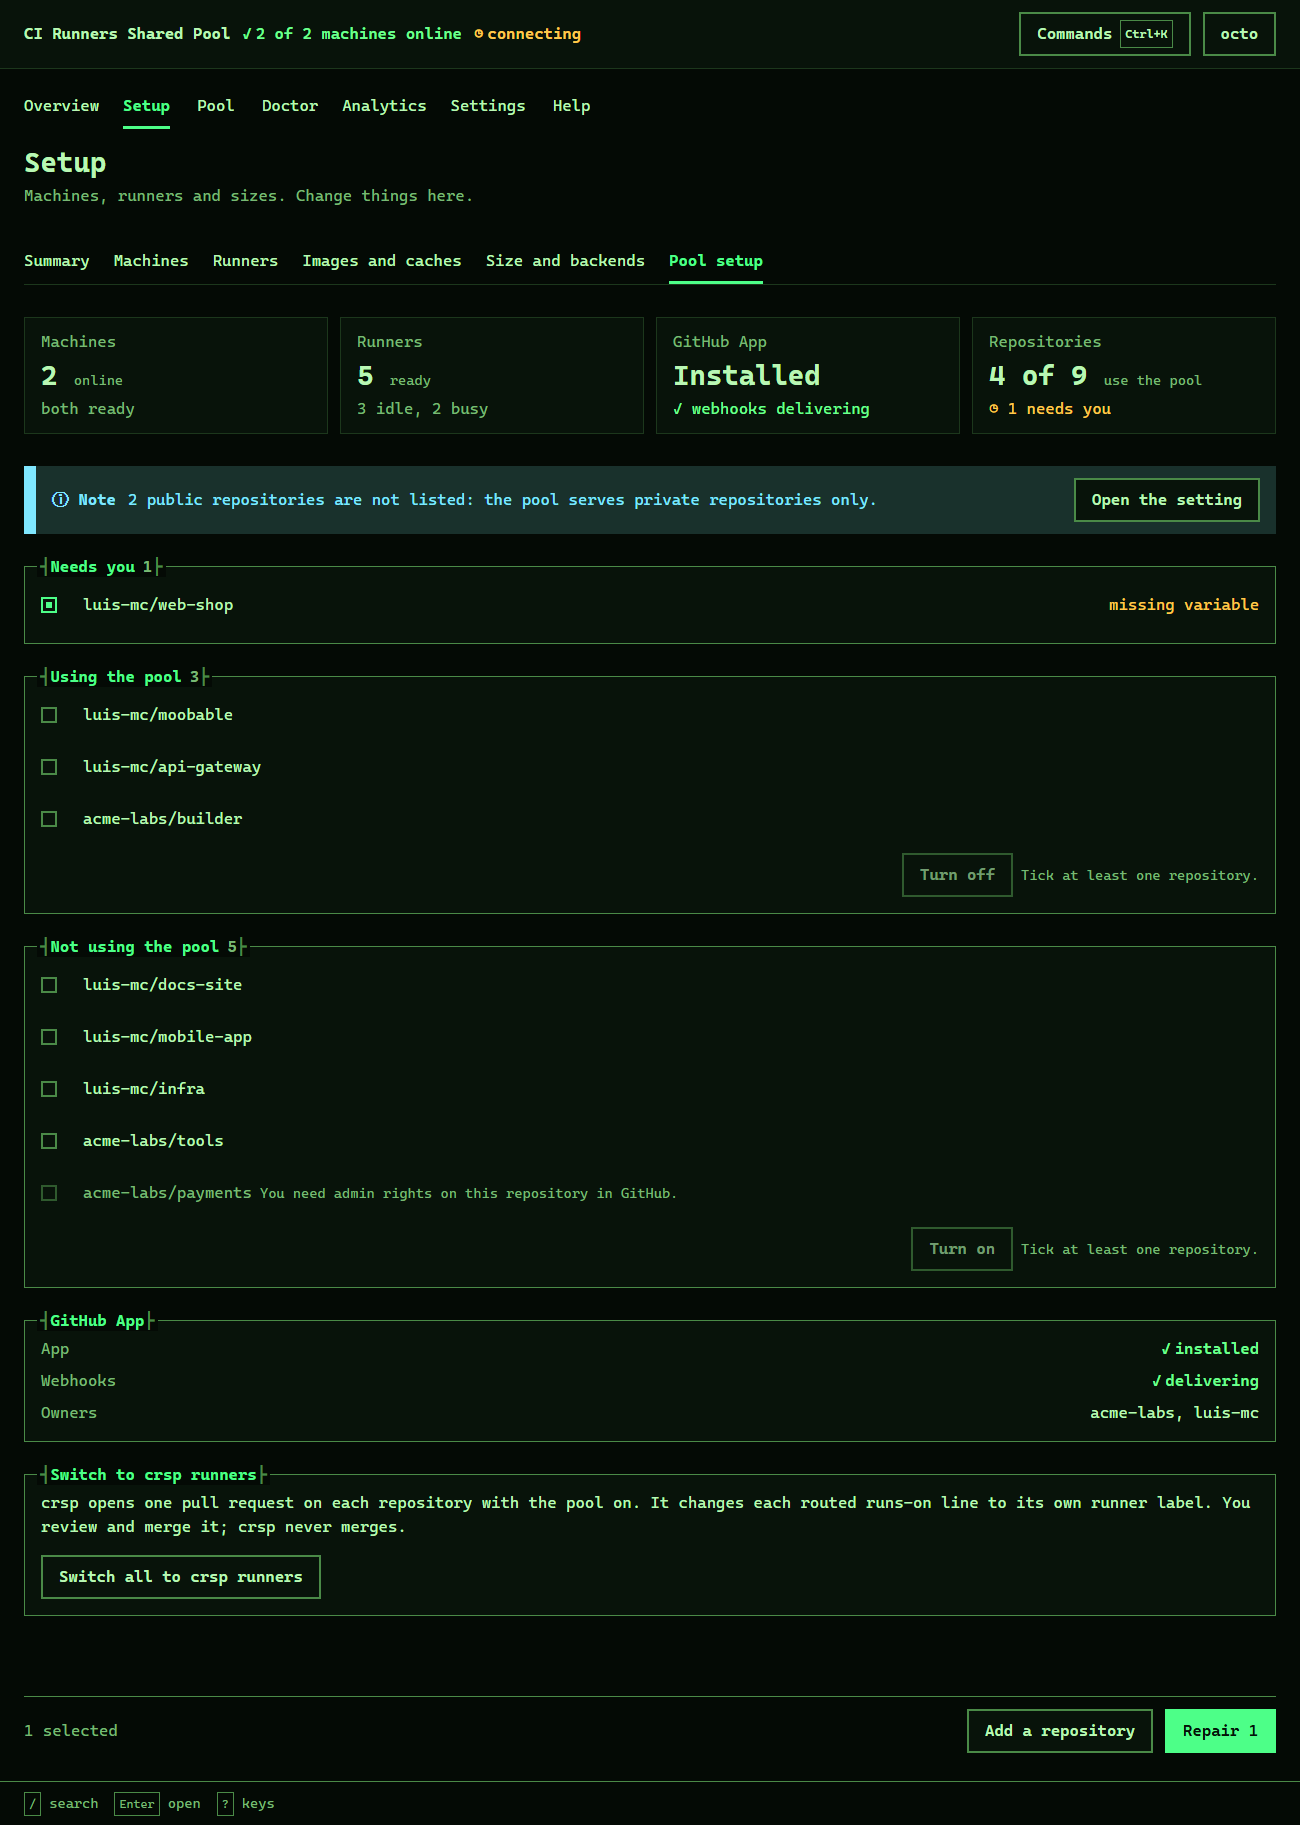 CI Runners Shared Pool ✓ 2 of 2 machines online ◔ connecting
Commands Ctrl+K octo
Overview Setup Pool Doctor Analytics Settings Help
Setup
Machines, runners and sizes. Change things here.
Summary Machines Runners Images and caches Size and backends Pool setup
Machines
2 online
both ready
Runners
5 ready
3 idle, 2 busy
GitHub App
Installed
✓ webhooks delivering
Repositories
4 of 9 use the pool
◔ 1 needs you
ⓘ Note 2 public repositories are not listed: the pool serves private repositories only.
Open the setting
Needs you 1
luis-mc/web-shop missing variable
Using the pool 3
luis-mc/moobable
luis-mc/api-gateway
acme-labs/builder
Turn off Tick at least one repository.
Not using the pool 5
luis-mc/docs-site
luis-mc/mobile-app
luis-mc/infra
acme-labs/tools
acme-labs/payments You need admin rights on this repository in GitHub.
Turn on Tick at least one repository.
GitHub App
App ✓ installed
Webhooks ✓ delivering
Owners acme-labs, luis-mc
Switch to crsp runners
crsp opens one pull request on each repository with the pool on. It changes each routed runs-on line to its own runner label. You
review and merge it; crsp never merges.
Switch all to crsp runners
1 selected Add a repository Repair 1
/ search Enter open ? keys